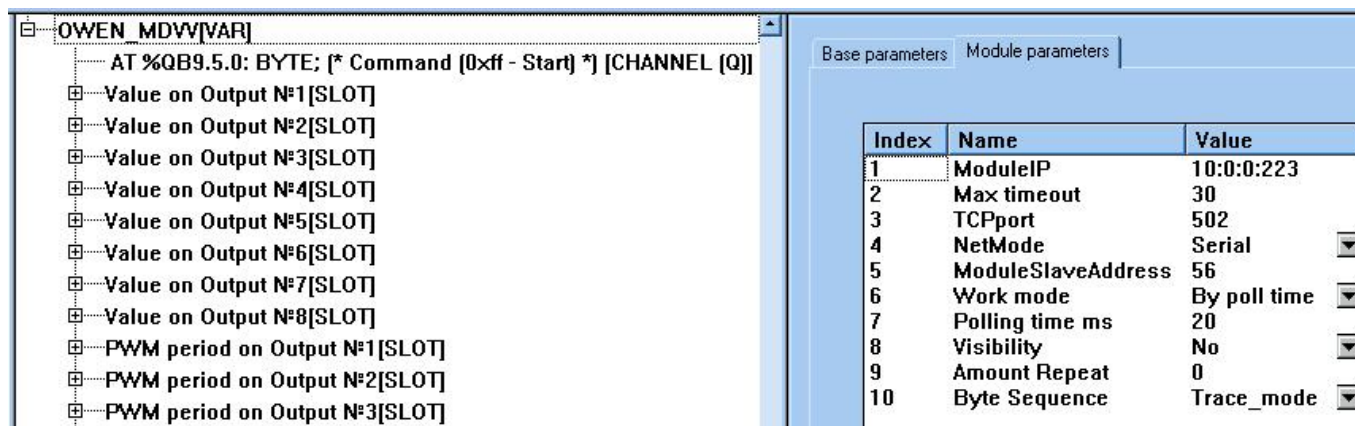 OWEN_MDVV[VAR]
AT %QB9.5.0: BYTE; (* Command (0xff - Start) *) [CHANNEL (Q)]
Value on Output №1[SLOT]
Value on Output №2[SLOT]
Value on Output №3[SLOT]
Value on Output №4[SLOT]
Value on Output №5[SLOT]
Value on Output №6[SLOT]
Value on Output №7[SLOT]
Value on Output №8[SLOT]
PWM period on Output №1[SLOT]
PWM period on Output №2[SLOT]
PWM period on Output №3[SLOT]
Base parameters Module parameters
Index Name Value
1 ModuleIP 10:0:0:223
2 Max timeout 30
3 TCPport 502
4 NetMode Serial
5 ModuleSlaveAddress 56
6 Work mode By poll time
7 Polling time ms 20
8 Visibility No
9 Amount Repeat 0
10 Byte Sequence Trace_mode